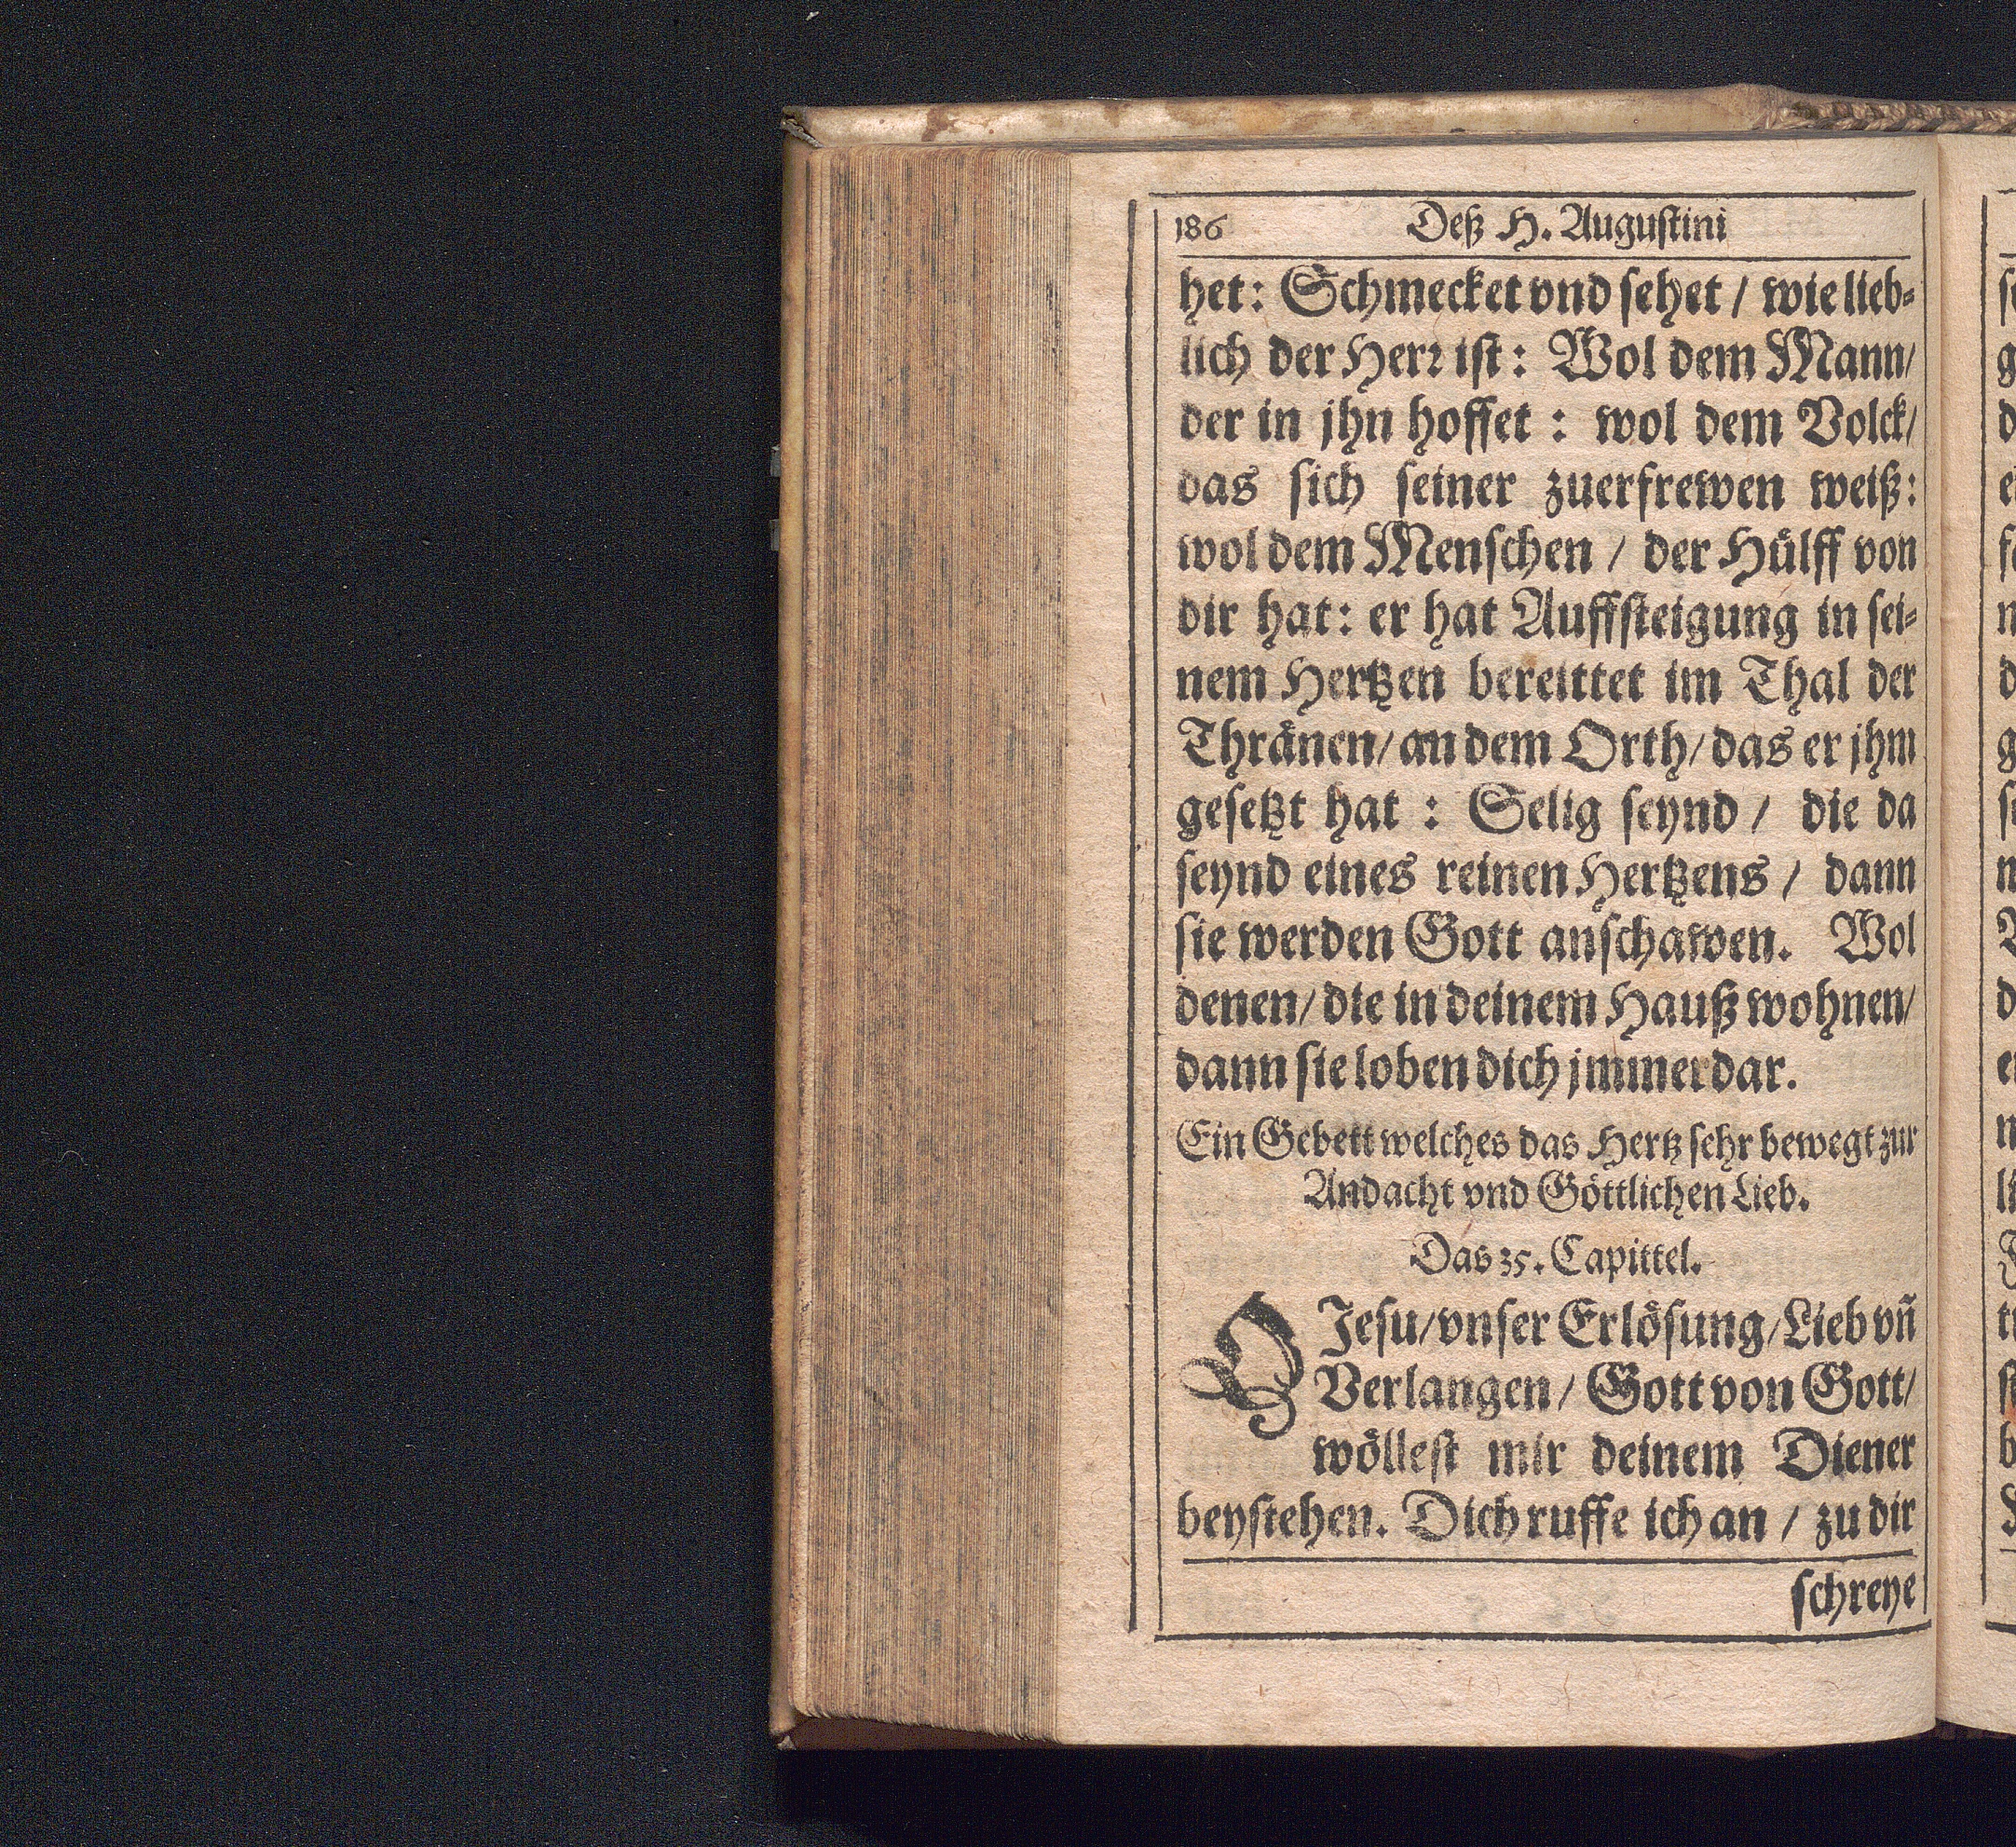 186 Deß H. Augustini
het: Schmecket vnd sehet / wie lieb-
lich der Herr ist: Wol dem Mann/
der in jhn hoffet : wol dem Volck/
das sich seiner zuerfrewen weiß:
wol dem Menschen / der Hülff von
dir hat: er hat Auffsteigung in sei-
nem Hertzen bereittet im Thal der
Thränen/ an dem Orth/ das er jhm
gesetzt hat : Selig seynd / die da
seynd eines reinen Hertzens / dann
sie werden Gott anschawen. Wol
denen/ die in deinem Hauß wohnen/
dann sie loben dich jmmerdar.
Ein Gebett welches das Hertz sehr bewegt zur
Andacht vnd Göttlichen Lieb.
Das 35. Capittel.
O Jesu/ vnser Erlösung/ Lieb vñ
Verlangen/ Gott von Gott/
wöllest mir deinem Diener
beystehen. Dich ruffe ich an / zu dir
schreye